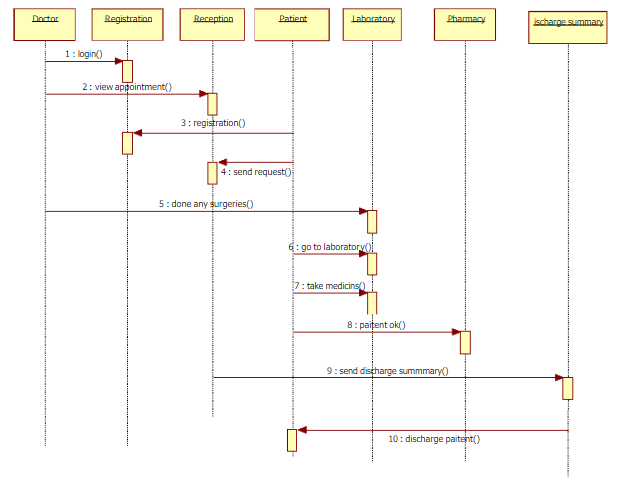 Doctor
Registration
Reception
Patient
Laboratory
Pharmacy
ischarge summary
1 : login()
2 : view appointment()
3 : registration()
4 : send request()
5 : done any surgeries()
6 : go to laboratory()
7 : take medicins()
8 : paitent ok()
9 : send discharge summmary()
10 : discharge paitent()